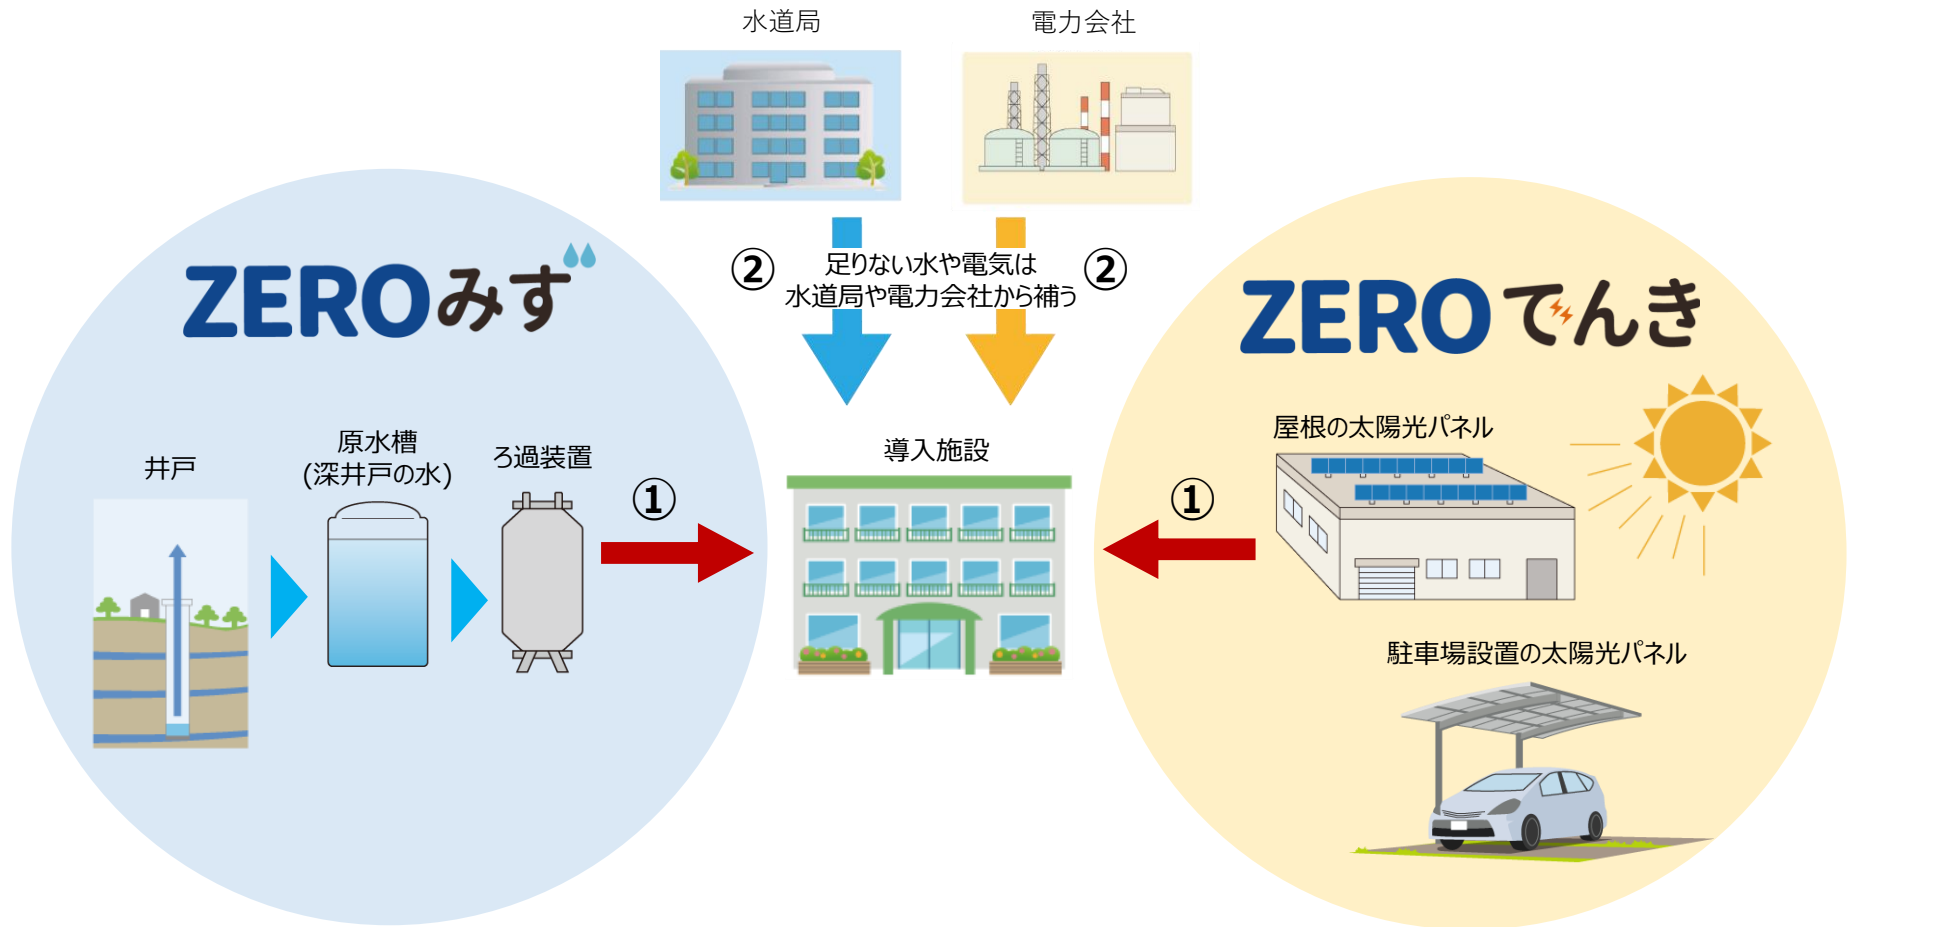 水道局
電力会社
②
足りない水や電気は
水道局や電力会社から補う
②
ZEROみず
井戸
原水槽
(深井戸の水)
ろ過装置
①
導入施設
ZEROでんき
①
屋根の太陽光パネル
駐車場設置の太陽光パネル